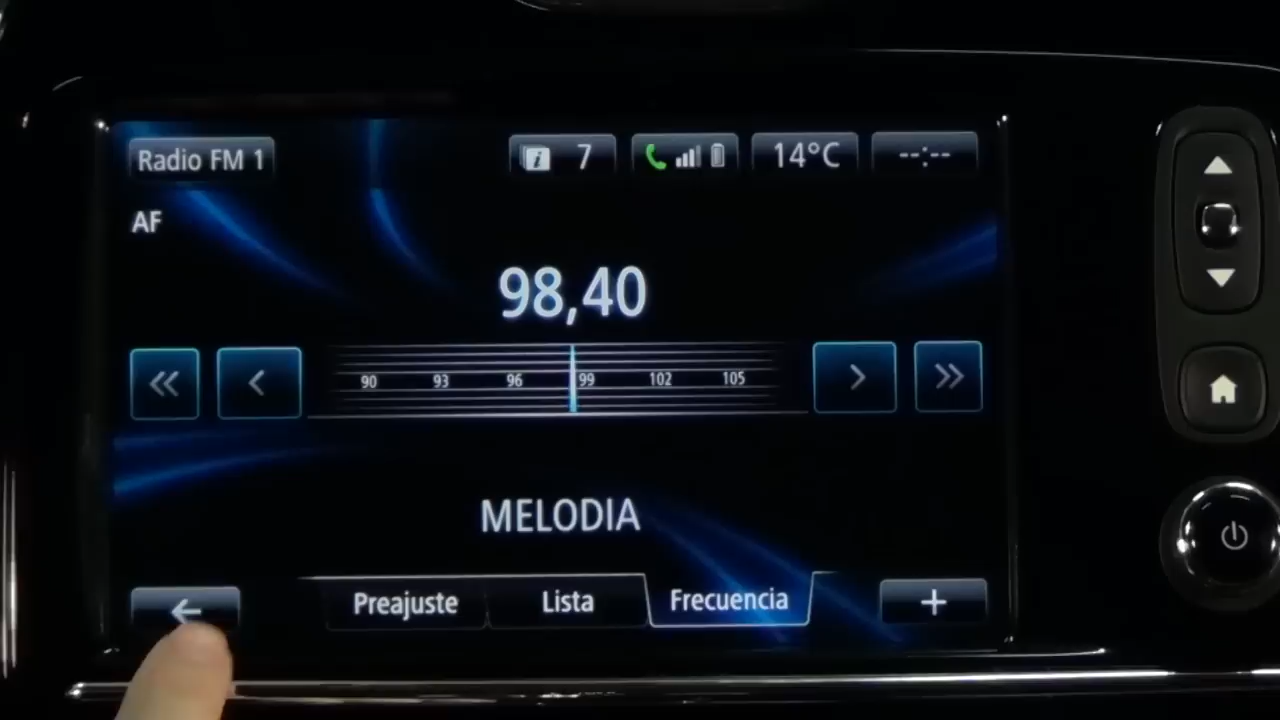 Radio FM 1
7
14°C
--:--
AF
98,40
90 93 96 99 102 105
MELODIA
Preajuste Lista Frecuencia